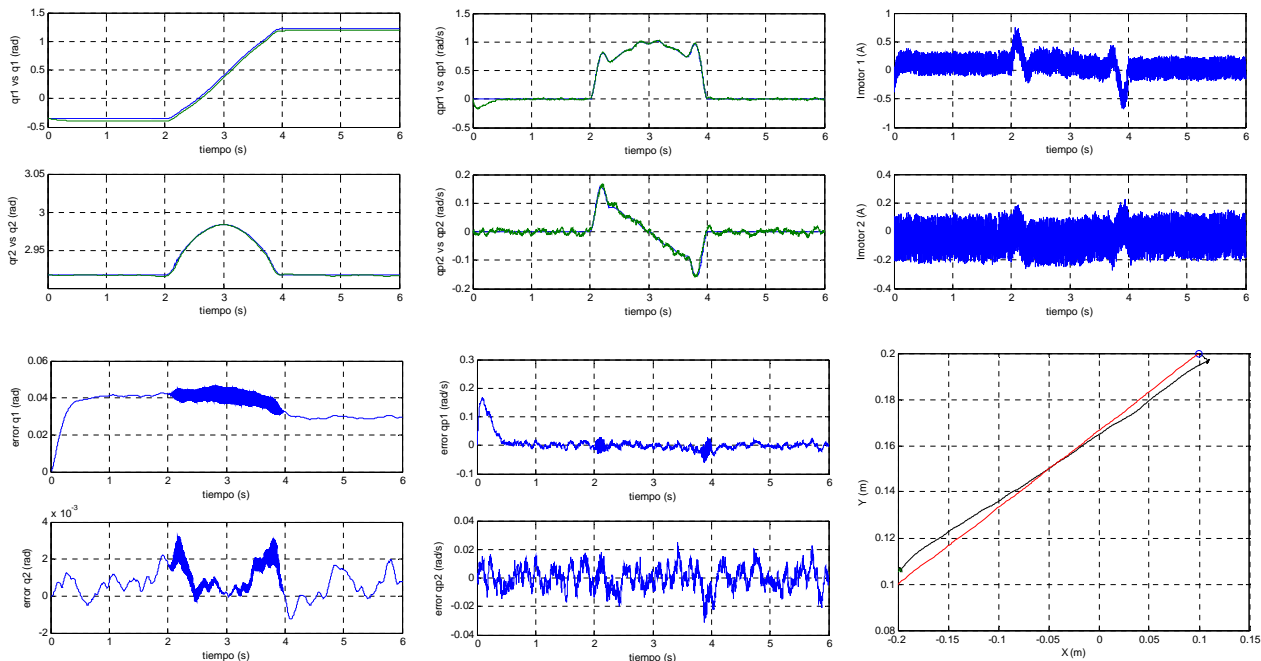 qr1 vs q1 (rad)
1.5
1
0.5
0
-0.5
0 1 2 3 4 5 6
tiempo (s)
qpr1 vs qp1 (rad/s)
1.5
1
0.5
0
-0.5
0 1 2 3 4 5 6
tiempo (s)
I motor 1 (A)
1
0.5
0
-0.5
-1
0 1 2 3 4 5 6
tiempo (s)
qr2 vs q2 (rad)
3.05
3
2.95
0 1 2 3 4 5 6
tiempo (s)
qpr2 vs qp2 (rad/s)
0.2
0.1
0
-0.1
-0.2
0 1 2 3 4 5 6
tiempo (s)
Imotor 2 (A)
0.4
0.2
0
-0.2
-0.4
0 1 2 3 4 5 6
tiempo (s)
error q1 (rad)
0.06
0.04
0.02
0
0 1 2 3 4 5 6
tiempo (s)
error qp1 (rad/s)
0.3
0.2
0.1
0
-0.1
0 1 2 3 4 5 6
tiempo (s)
Y (m)
0.2
0.18
0.16
0.14
0.12
0.1
0.08
-0.2 -0.15 -0.1 -0.05 0 0.05 0.1 0.15
X (m)
error q2 (rad)
x 10⁻³
4
2
0
-2
0 1 2 3 4 5 6
tiempo (s)
error qp2 (rad/s)
0.04
0.02
0
-0.02
-0.04
0 1 2 3 4 5 6
tiempo (s)